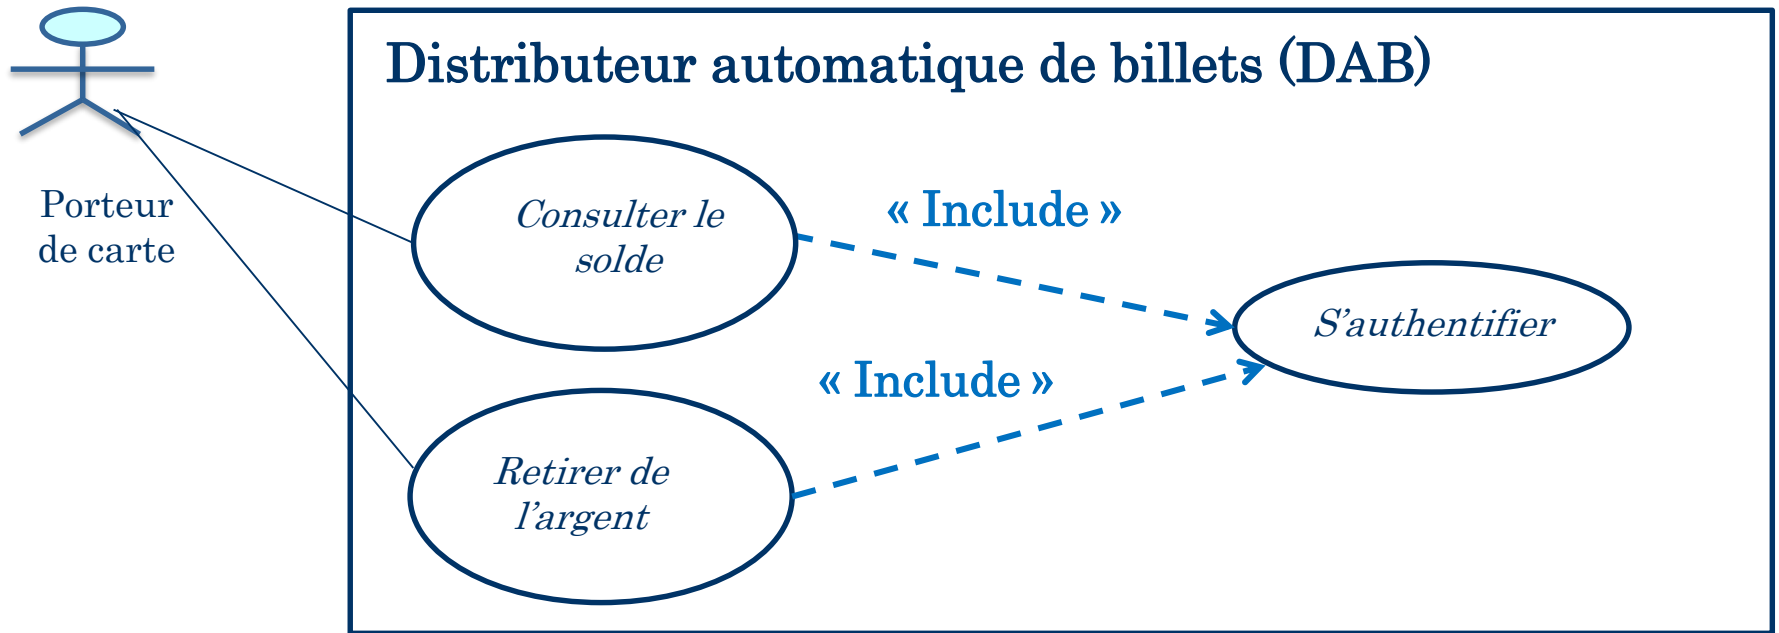 Distributeur automatique de billets (DAB)
Porteur
de carte
Consulter le
solde
« Include »
S’authentifier
« Include »
Retirer de
l’argent